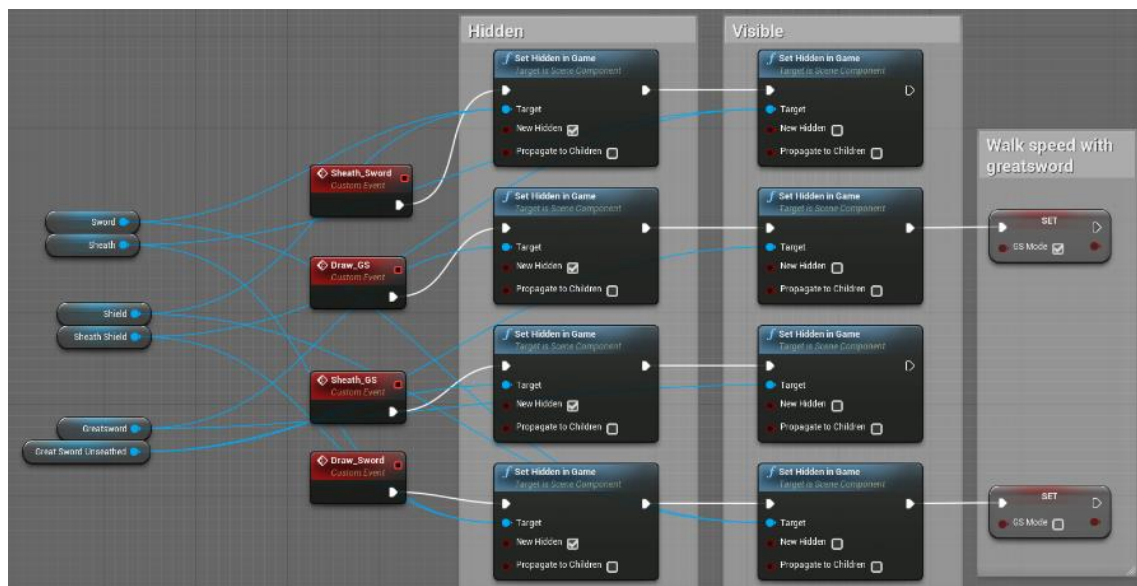 Hidden
Visible
Set Hidden in Game
Target is Scene Component
Target
New Hidden
Propagate to Children
Set Hidden in Game
Target is Scene Component
Target
New Hidden
Propagate to Children
Walk speed with
greatsword
Sheath_Sword
Custom Event
Set Hidden in Game
Target is Scene Component
Target
New Hidden
Propagate to Children
Set Hidden in Game
Target is Scene Component
Target
New Hidden
Propagate to Children
SET
GS Mode
Sword
Sheath
Draw_GS
Custom Event
Shield
Sheath Shield
Set Hidden in Game
Target is Scene Component
Target
New Hidden
Propagate to Children
Set Hidden in Game
Target is Scene Component
Target
New Hidden
Propagate to Children
Sheath_GS
Custom Event
Greatsword
Great Sword Unseathed
Draw_Sword
Custom Event
Set Hidden in Game
Target is Scene Component
Target
New Hidden
Propagate to Children
Set Hidden in Game
Target is Scene Component
Target
New Hidden
Propagate to Children
SET
GS Mode